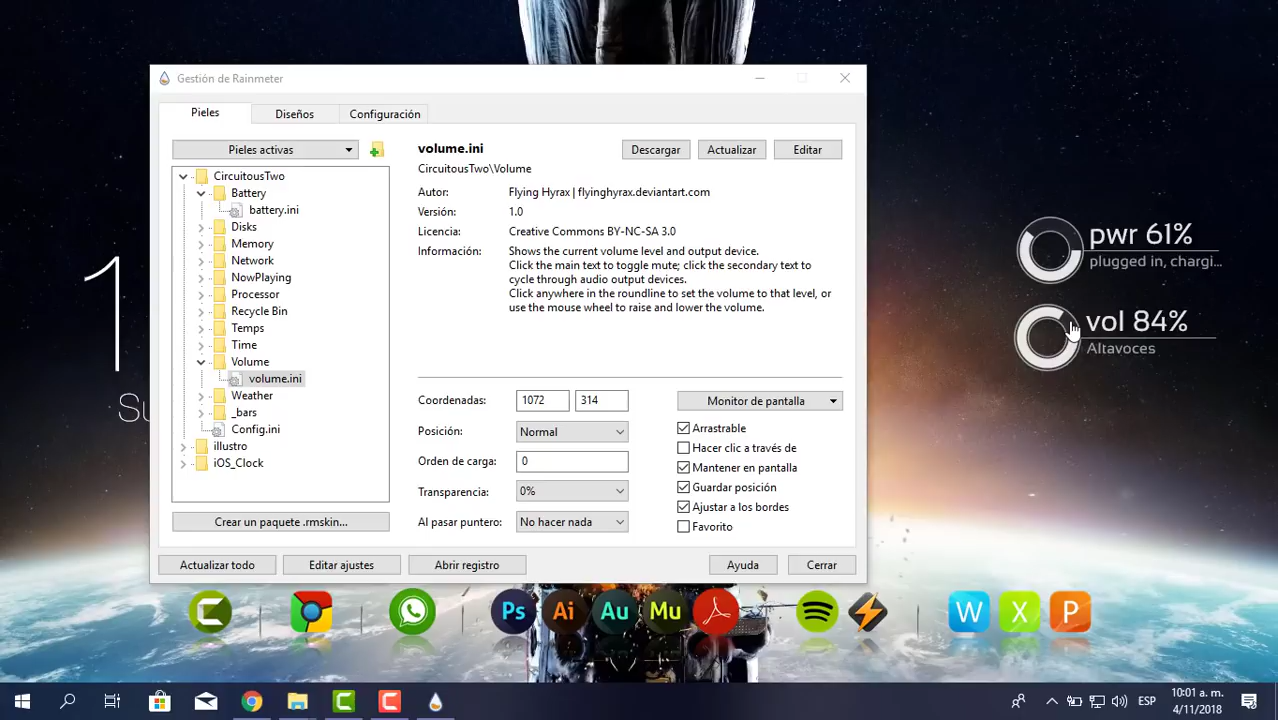 Gestión de Rainmeter
Pieles
Diseños
Configuración
Pieles activas
volume.ini
Descargar
Actualizar
Editar
CircuitousTwo\Volume
Autor: Flying Hyrax | flyinghyrax.deviantart.com
Versión: 1.0
Licencia: Creative Commons BY-NC-SA 3.0
Información: Shows the current volume level and output device.
Click the main text to toggle mute; click the secondary text to
cycle through audio output devices.
Click anywhere in the roundline to set the volume to that level, or
use the mouse wheel to raise and lower the volume.
CircuitousTwo
Battery
battery.ini
Disks
Memory
Network
NowPlaying
Processor
Recycle Bin
Temps
Time
Volume
volume.ini
Weather
_bars
Config.ini
illustro
iOS_Clock
Coordenadas: 1072 314
Posición: Normal
Orden de carga: 0
Transparencia: 0%
Al pasar puntero: No hacer nada
Monitor de pantalla
Arrastrable
Hacer clic a través de
Mantener en pantalla
Guardar posición
Ajustar a los bordes
Favorito
Crear un paquete .rmskin...
Actualizar todo
Editar ajustes
Abrir registro
Ayuda
Cerrar
1
Su
pwr 61%
plugged in, chargi...
vol 84%
Altavoces
Ps
Ai
Au
Mu
W
X
P
ESP
10:01 a. m.
4/11/2018